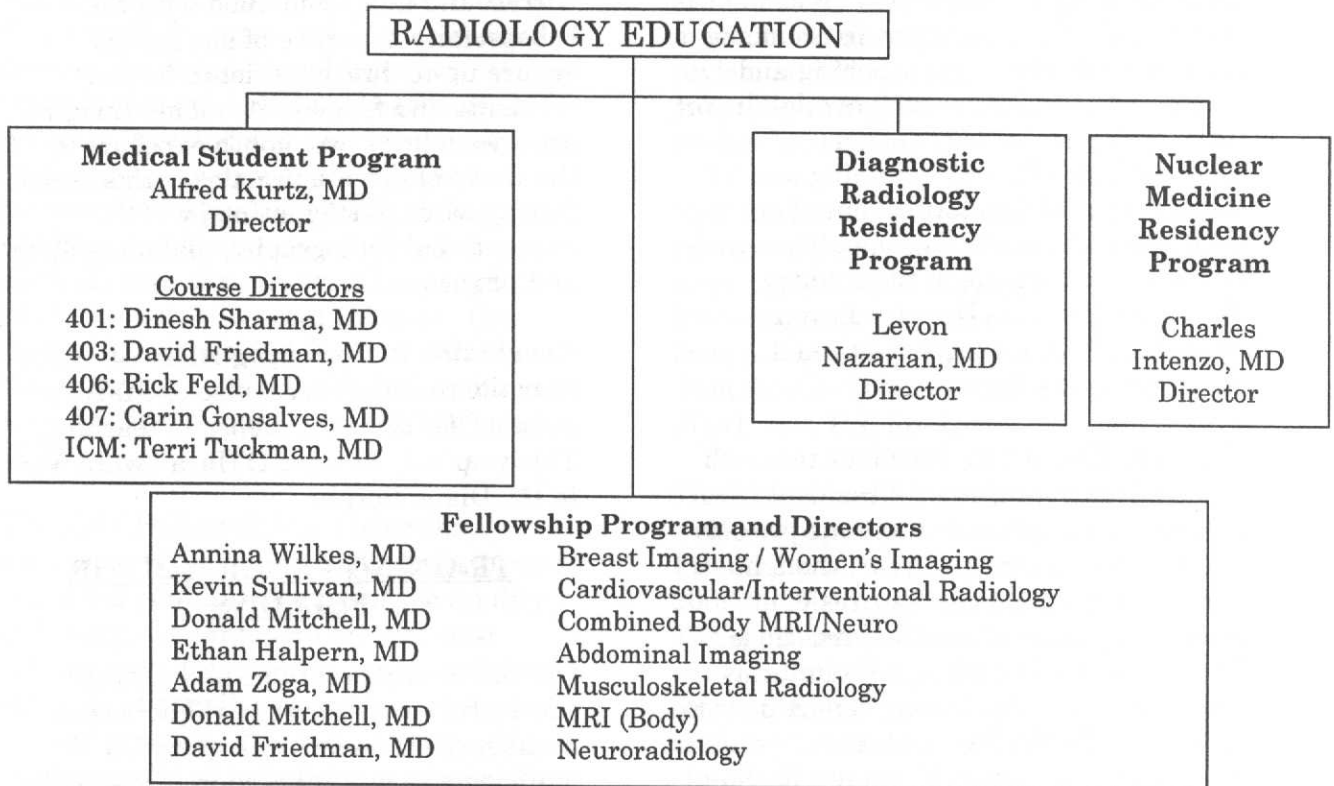 RADIOLOGY EDUCATION
Medical Student Program
Alfred Kurtz, MD
Director
Course Directors
401: Dinesh Sharma, MD
403: David Friedman, MD
406: Rick Feld, MD
407: Carin Gonsalves, MD
ICM: Terri Tuckman, MD
Diagnostic
Radiology
Residency
Program
Levon
Nazarian, MD
Director
Nuclear
Medicine
Residency
Program
Charles
Intenzo, MD
Director
Fellowship Program and Directors
Annina Wilkes, MD Breast Imaging / Women's Imaging
Kevin Sullivan, MD Cardiovascular/Interventional Radiology
Donald Mitchell, MD Combined Body MRI/Neuro
Ethan Halpern, MD Abdominal Imaging
Adam Zoga, MD Musculoskeletal Radiology
Donald Mitchell, MD MRI (Body)
David Friedman, MD Neuroradiology